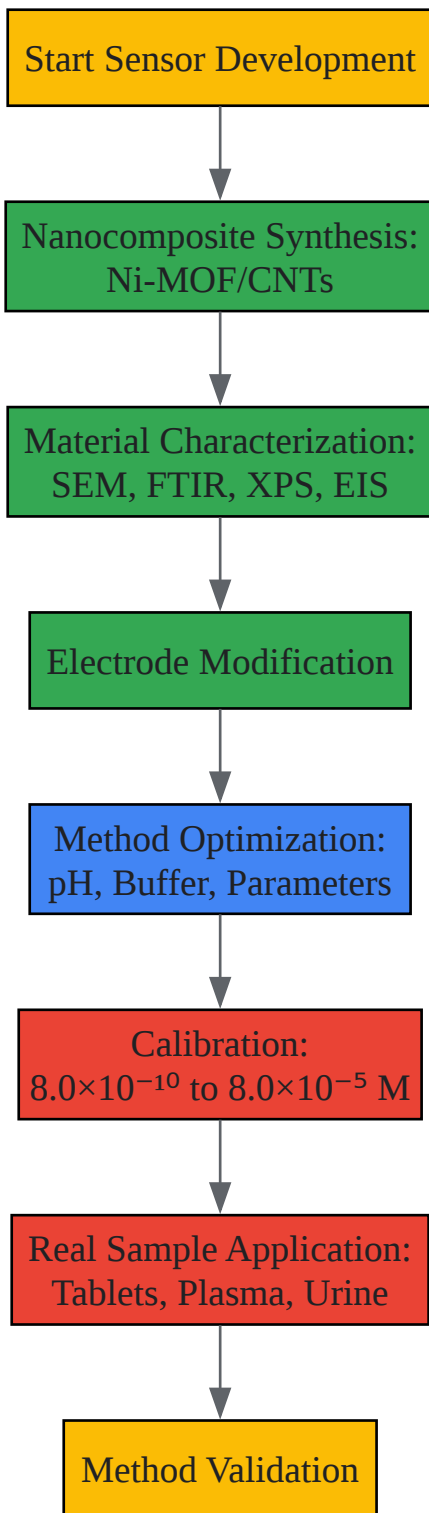 Start Sensor Development
Nanocomposite Synthesis:
Ni-MOF/CNTs
Material Characterization:
SEM, FTIR, XPS, EIS
Electrode Modification
Method Optimization:
pH, Buffer, Parameters
Calibration:
8.0×10⁻¹⁰ to 8.0×10⁻⁵ M
Real Sample Application:
Tablets, Plasma, Urine
Method Validation